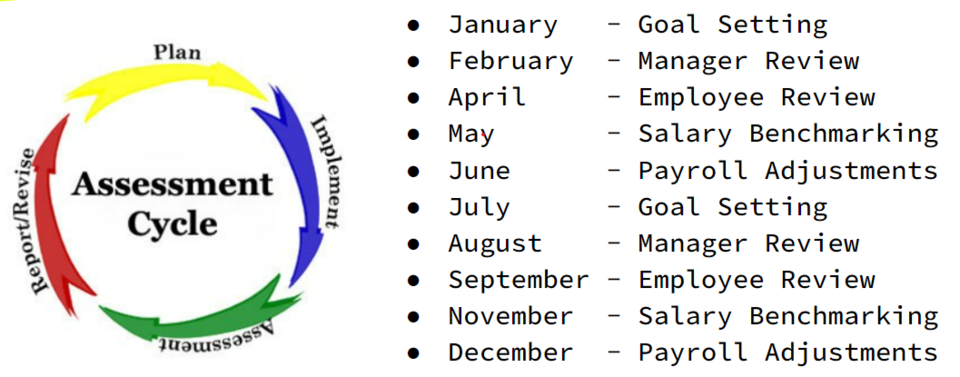 Plan
Implement
Assessment
Report/Revise
Assessment
Cycle
● January - Goal Setting
● February - Manager Review
● April - Employee Review
● May - Salary Benchmarking
● June - Payroll Adjustments
● July - Goal Setting
● August - Manager Review
● September - Employee Review
● November - Salary Benchmarking
● December - Payroll Adjustments